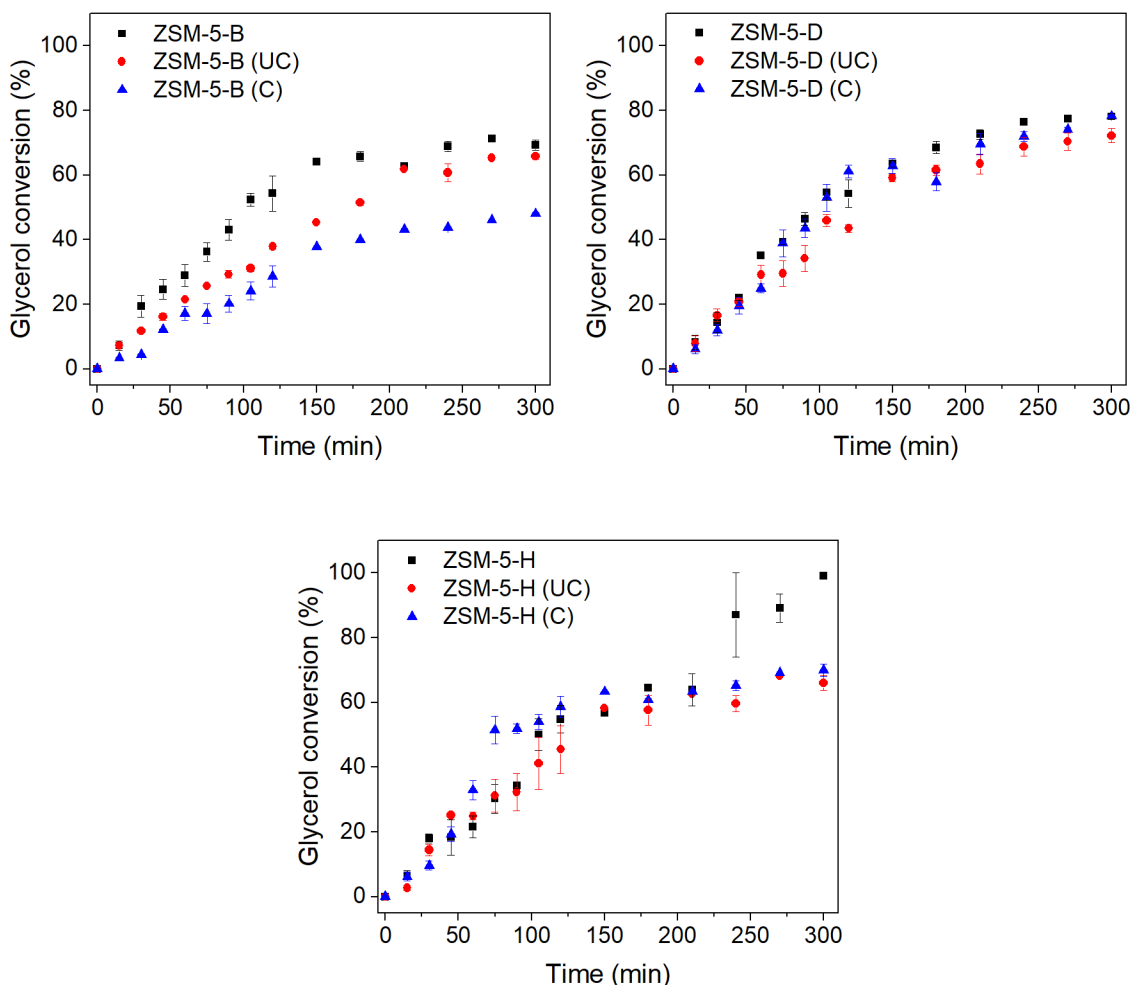 ZSM-5-B
ZSM-5-B (UC)
ZSM-5-B (C)
Glycerol conversion (%)
100
80
60
40
20
0
0 50 100 150 200 250 300
Time (min)
ZSM-5-D
ZSM-5-D (UC)
ZSM-5-D (C)
Glycerol conversion (%)
100
80
60
40
20
0
0 50 100 150 200 250 300
Time (min)
ZSM-5-H
ZSM-5-H (UC)
ZSM-5-H (C)
Glycerol conversion (%)
100
80
60
40
20
0
0 50 100 150 200 250 300
Time (min)